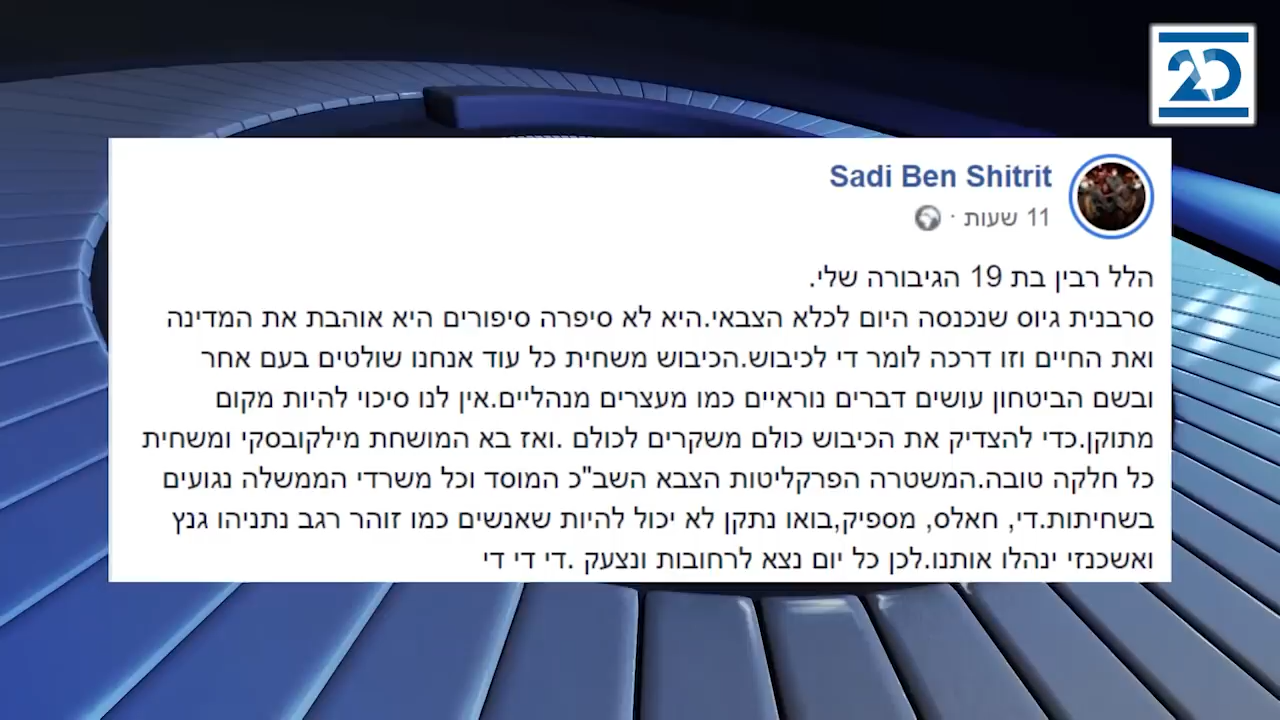 20
Sadi Ben Shitrit
11 שעות ·
הלל רבין בת 19 הגיבורה שלי.
סרבנית גיוס שנכנסה היום לכלא הצבאי.היא לא סיפרה סיפורים היא אוהבת את המדינה
ואת החיים וזו דרכה לומר די לכיבוש.הכיבוש משחית כל עוד אנחנו שולטים בעם אחר
ובשם הביטחון עושים דברים נוראיים כמו מעצרים מנהליים.אין לנו סיכוי להיות מקום
מתוקן.כדי להצדיק את הכיבוש כולם משקרים לכולם .ואז בא המושחת מילקובסקי ומשחית
כל חלקה טובה.המשטרה הפרקליטות הצבא השב"כ המוסד וכל משרדי הממשלה נגועים
בשחיתות.די, חאלס, מספיק,בואו נתקן לא יכול להיות שאנשים כמו זוהר רגב נתניהו גנץ
ואשכנזי ינהלו אותנו.לכן כל יום נצא לרחובות ונצעק .די די די